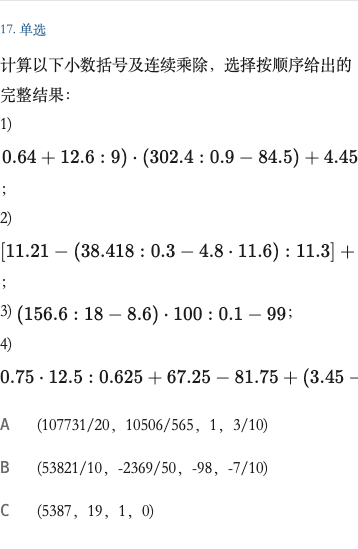 17. 单选
计算以下小数括号及连续乘除，选择按顺序给出的
完整结果：
1)
0.64 + 12.6 : 9) · (302.4 : 0.9 − 84.5) + 4.45
；
2)
[11.21 − (38.418 : 0.3 − 4.8 · 11.6) : 11.3] +
；
3) (156.6 : 18 − 8.6) · 100 : 0.1 − 99；
4)
0.75 · 12.5 : 0.625 + 67.25 − 81.75 + (3.45 −
A (107731/20，10506/565，1，3/10)
B (53821/10，-2369/50，-98，-7/10)
C (5387，19，1，0)